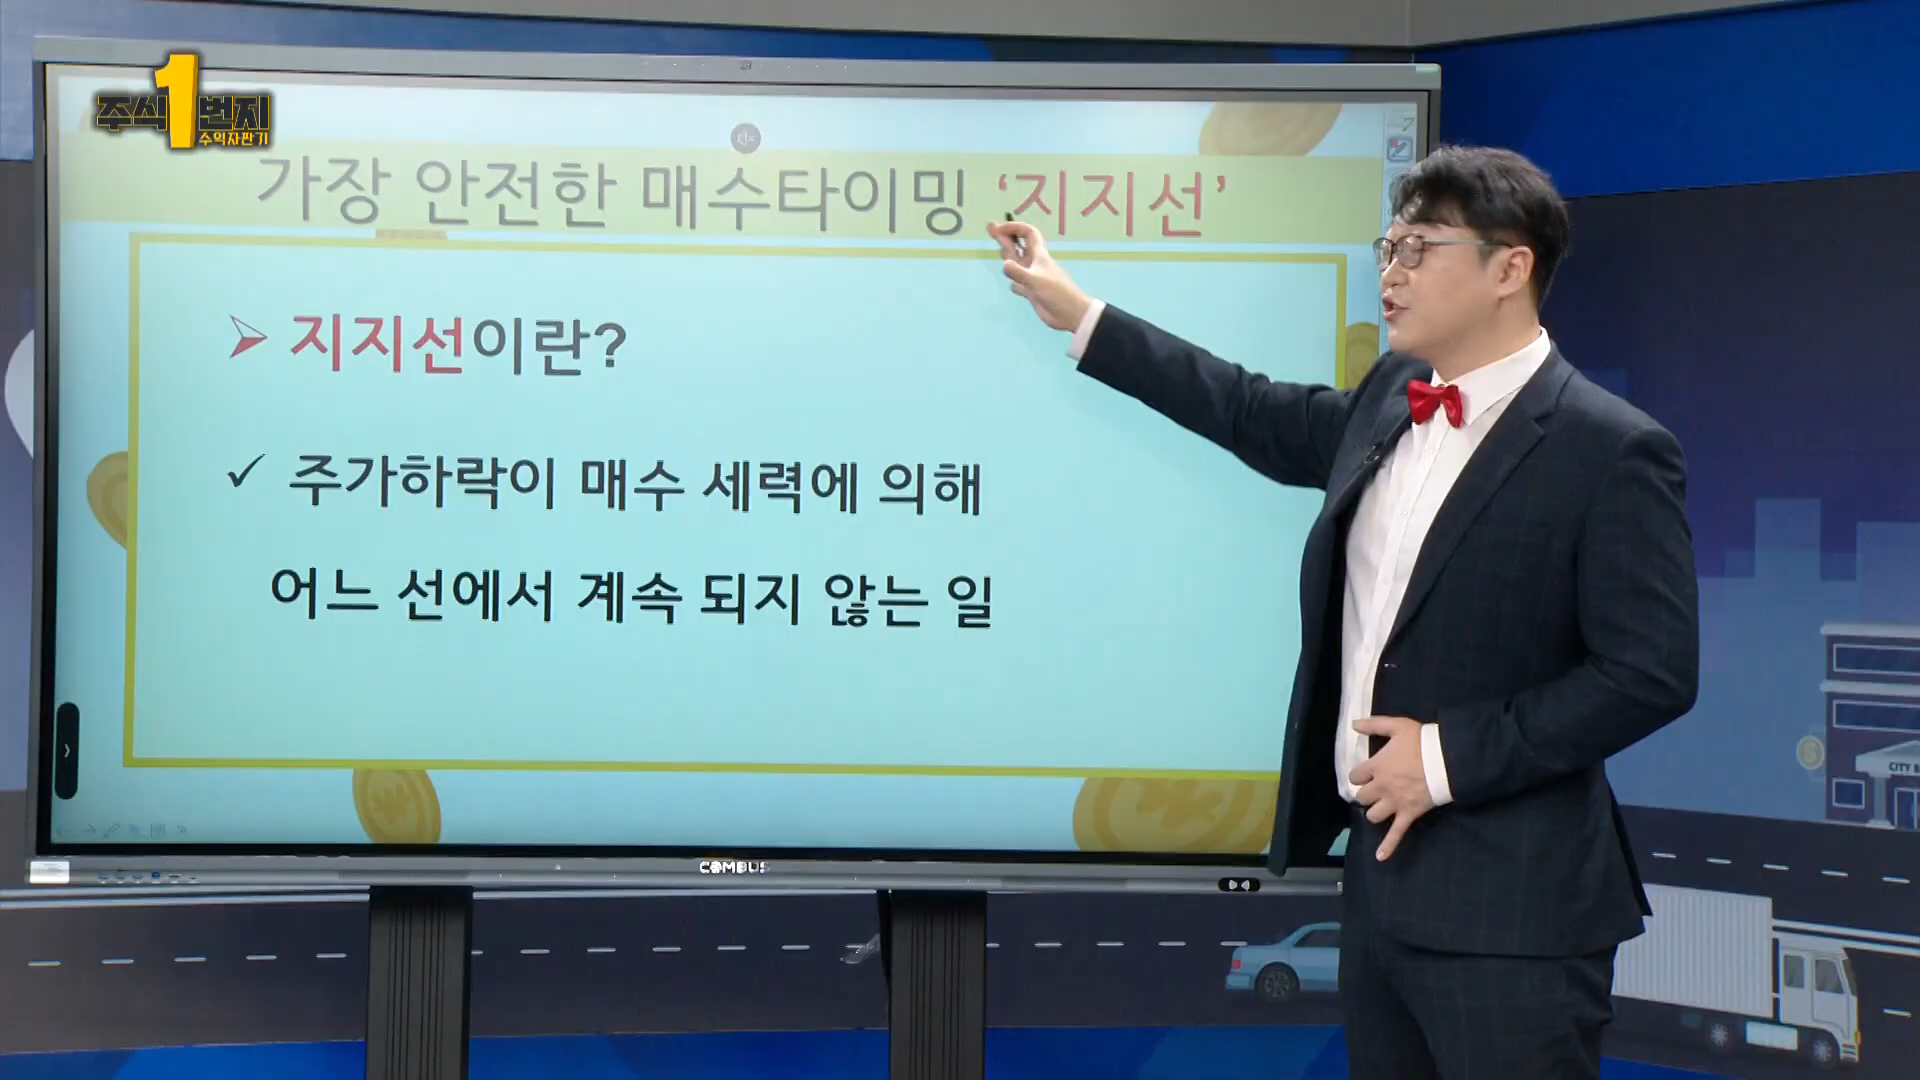 주식1번지
수익자판기
가장 안전한 매수타이밍 ‘지지선’
➢ 지지선이란?
✓ 주가하락이 매수 세력에 의해
어느 선에서 계속 되지 않는 일
COMBUS
CITY B